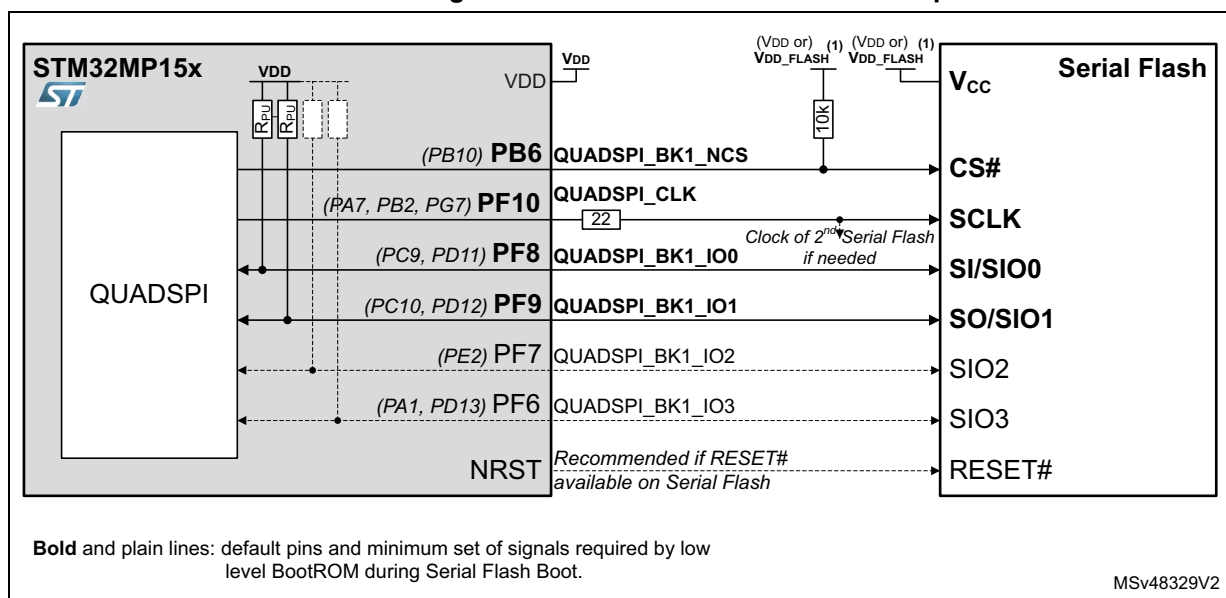 STM32MP15x
ST
VDD
RPU RPU
QUADSPI
VDD
VDD
(VDD or) (1)
VDD_FLASH
(VDD or) (1)
VDD_FLASH
10k
Serial Flash
VCC
(PB10) PB6 QUADSPI_BK1_NCS CS#
(PA7, PB2, PG7) PF10 QUADSPI_CLK SCLK
22
Clock of 2nd Serial Flash
if needed
(PC9, PD11) PF8 QUADSPI_BK1_IO0 SI/SIO0
(PC10, PD12) PF9 QUADSPI_BK1_IO1 SO/SIO1
(PE2) PF7 QUADSPI_BK1_IO2 SIO2
(PA1, PD13) PF6 QUADSPI_BK1_IO3 SIO3
NRST Recommended if RESET# RESET#
available on Serial Flash
Bold and plain lines: default pins and minimum set of signals required by low
level BootROM during Serial Flash Boot.
MSv48329V2